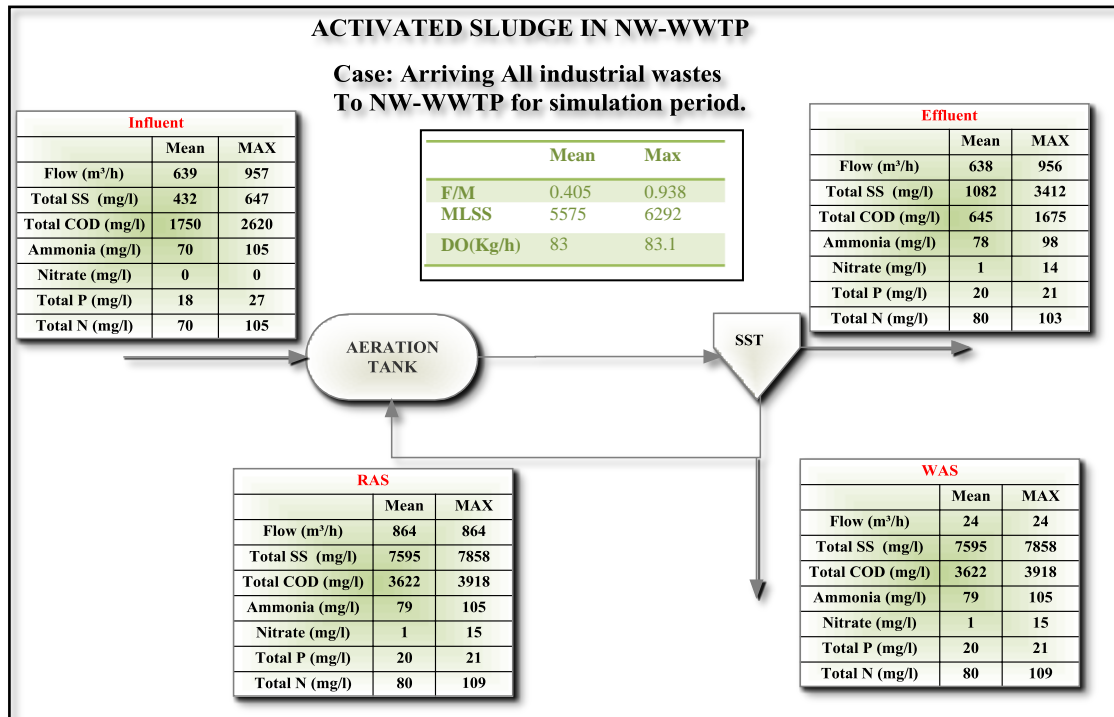 ACTIVATED SLUDGE IN NW-WWTP
Case: Arriving All industrial wastes
To NW-WWTP for simulation period.
Influent
Mean MAX
Flow (m³/h) 639 957
Total SS (mg/l) 432 647
Total COD (mg/l) 1750 2620
Ammonia (mg/l) 70 105
Nitrate (mg/l) 0 0
Total P (mg/l) 18 27
Total N (mg/l) 70 105
Mean Max
F/M 0.405 0.938
MLSS 5575 6292
DO(Kg/h) 83 83.1
Effluent
Mean MAX
Flow (m³/h) 638 956
Total SS (mg/l) 1082 3412
Total COD (mg/l) 645 1675
Ammonia (mg/l) 78 98
Nitrate (mg/l) 1 14
Total P (mg/l) 20 21
Total N (mg/l) 80 103
AERATION
TANK
SST
RAS
Mean MAX
Flow (m³/h) 864 864
Total SS (mg/l) 7595 7858
Total COD (mg/l) 3622 3918
Ammonia (mg/l) 79 105
Nitrate (mg/l) 1 15
Total P (mg/l) 20 21
Total N (mg/l) 80 109
WAS
Mean MAX
Flow (m³/h) 24 24
Total SS (mg/l) 7595 7858
Total COD (mg/l) 3622 3918
Ammonia (mg/l) 79 105
Nitrate (mg/l) 1 15
Total P (mg/l) 20 21
Total N (mg/l) 80 109